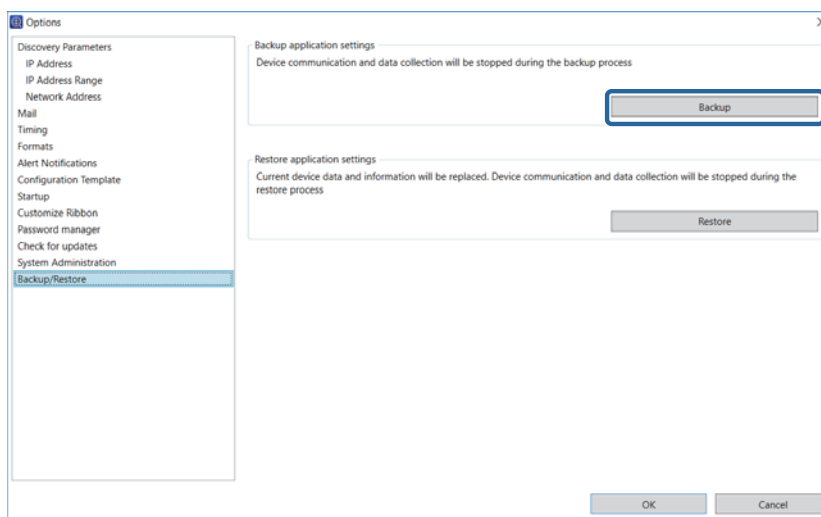 Options
Discovery Parameters
IP Address
IP Address Range
Network Address
Mail
Timing
Formats
Alert Notifications
Configuration Template
Startup
Customize Ribbon
Password manager
Check for updates
System Administration
Backup/Restore
Backup application settings
Device communication and data collection will be stopped during the backup process
Backup
Restore application settings
Current device data and information will be replaced. Device communication and data collection will be stopped during the
restore process
Restore
OK
Cancel